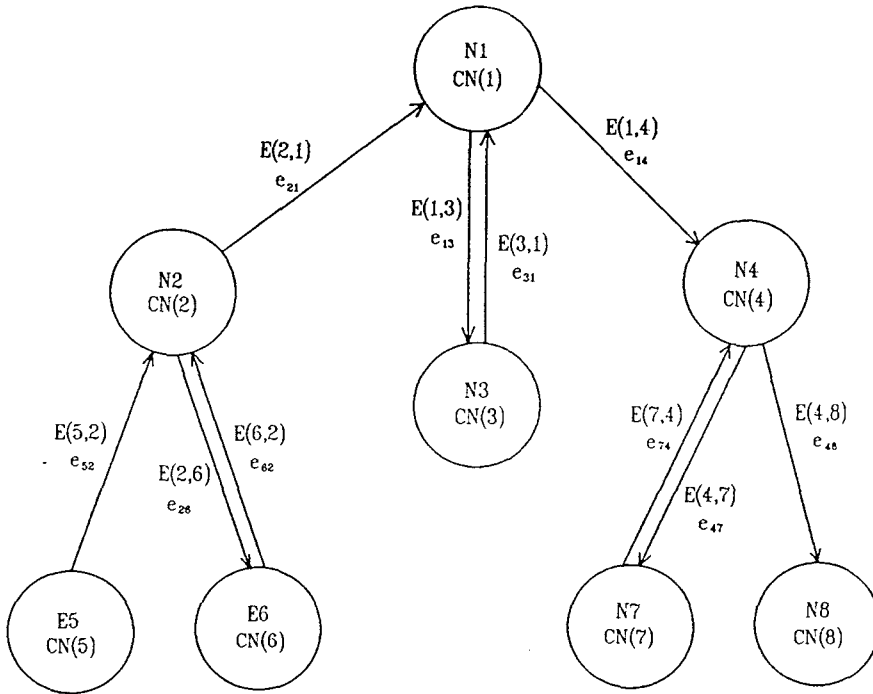 N1
CN(1)
E(2,1)
e₂₁
E(1,4)
e₁₄
E(1,3)
e₁₃
E(3,1)
e₃₁
N2
CN(2)
N4
CN(4)
N3
CN(3)
E(5,2)
e₅₂
E(2,6)
e₂₆
E(6,2)
e₆₂
E(7,4)
e₇₄
E(4,7)
e₄₇
E(4,8)
e₄₈
E5
CN(5)
E6
CN(6)
N7
CN(7)
N8
CN(8)